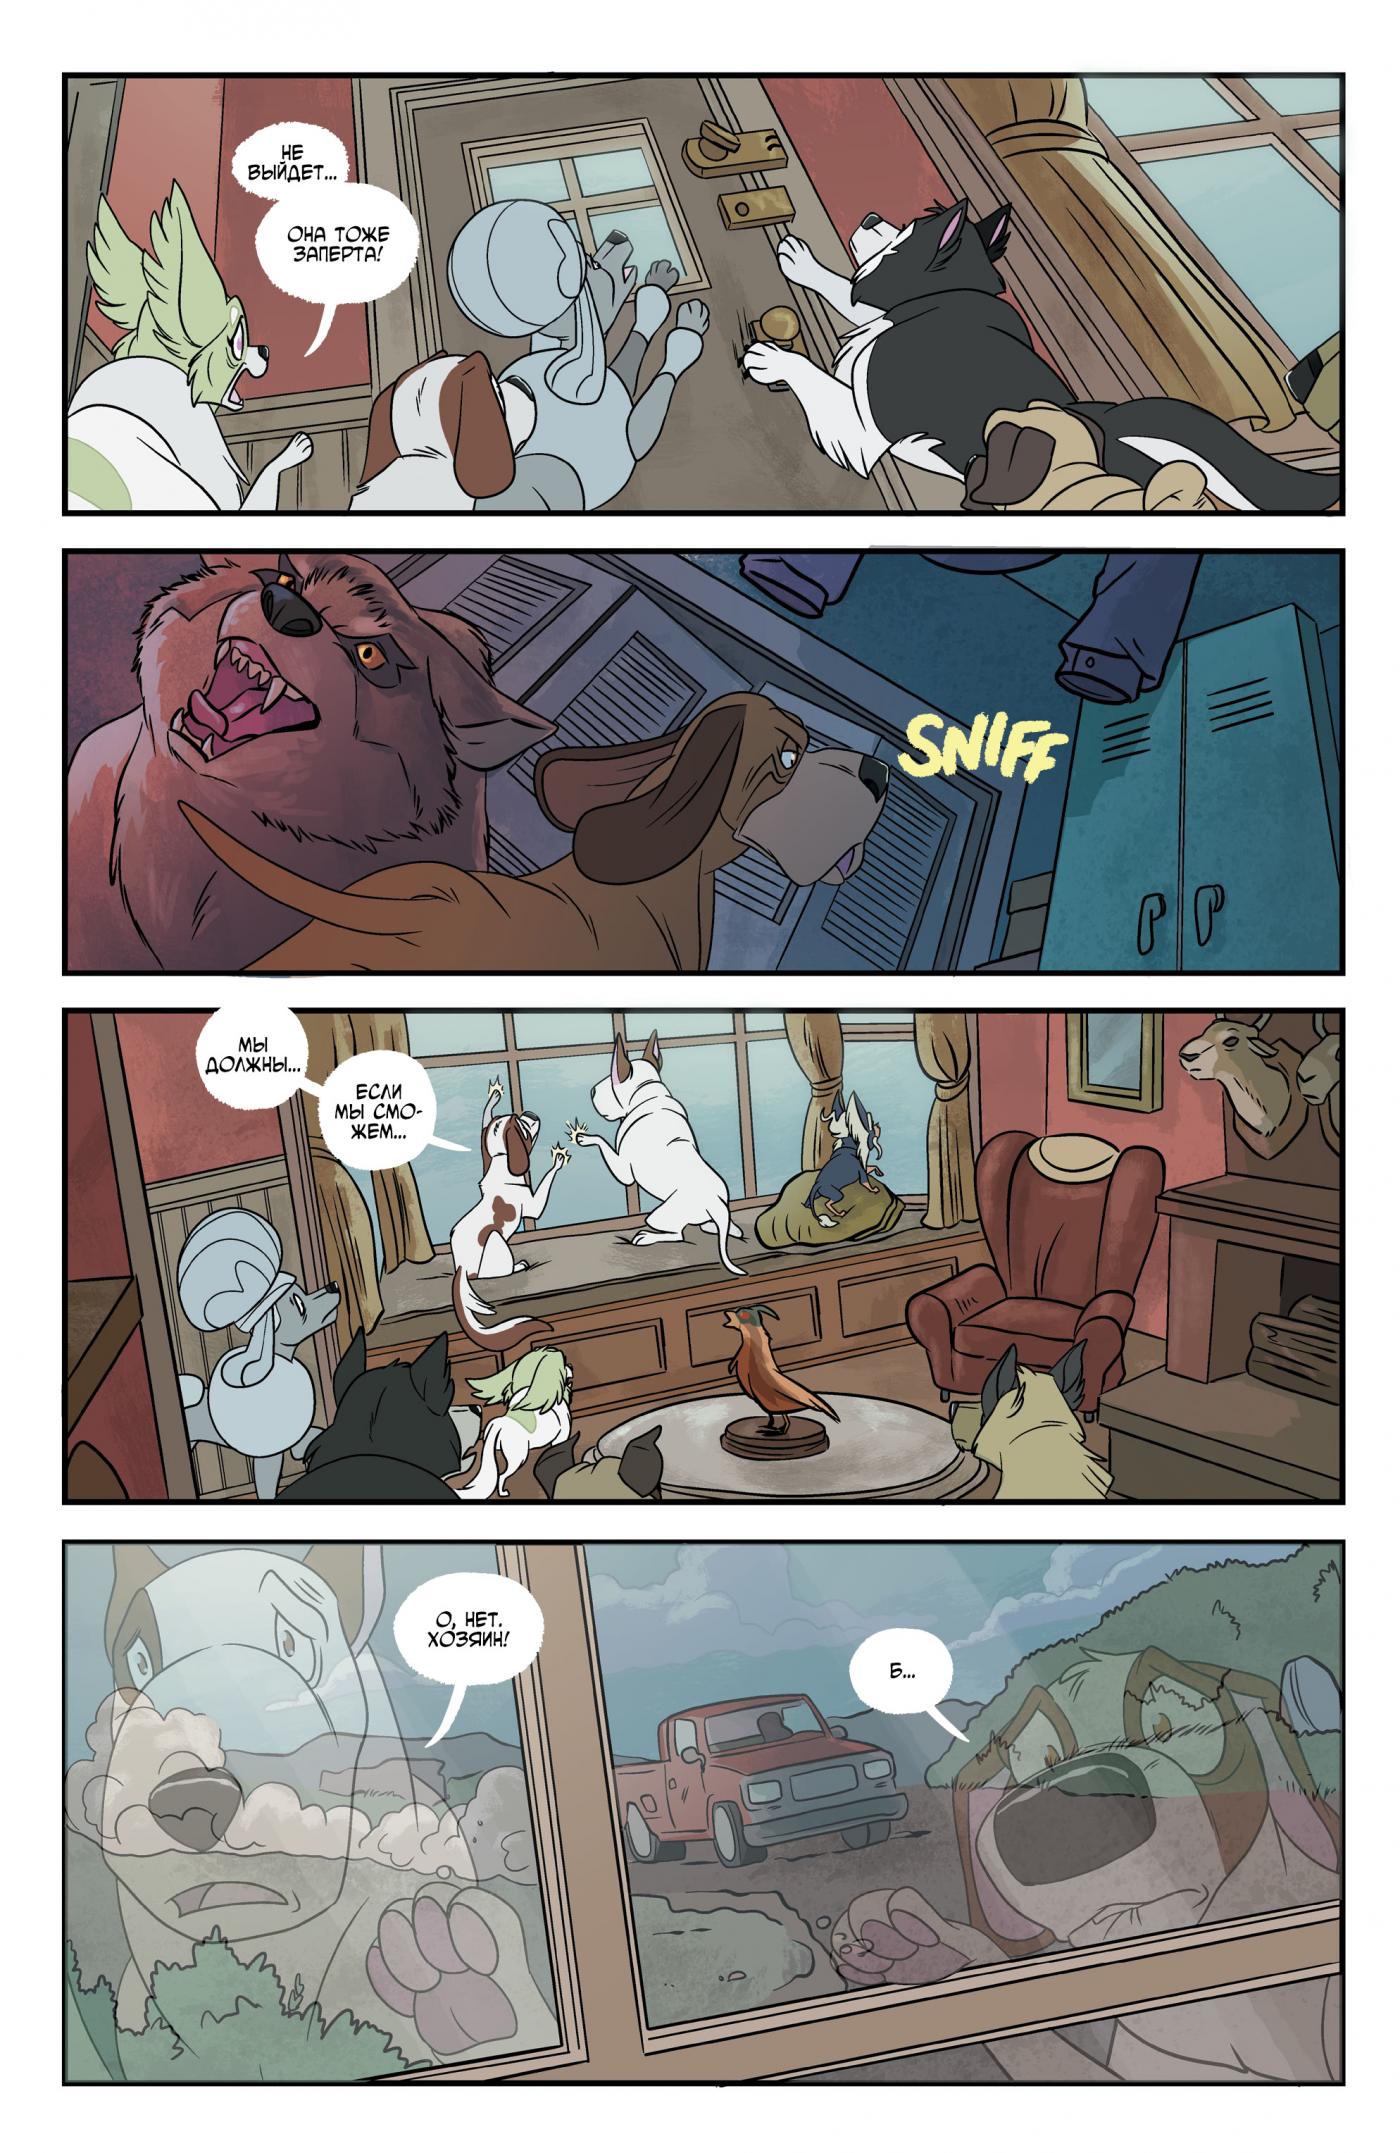 НЕ
ВЫЙДЕТ...
ОНА ТОЖЕ
ЗАПЕРТА!
SNIFF
МЫ
ДОЛЖНЫ...
ЕСЛИ
МЫ СМО-
ЖЕМ...
О, НЕТ.
ХОЗЯИН!
Б...